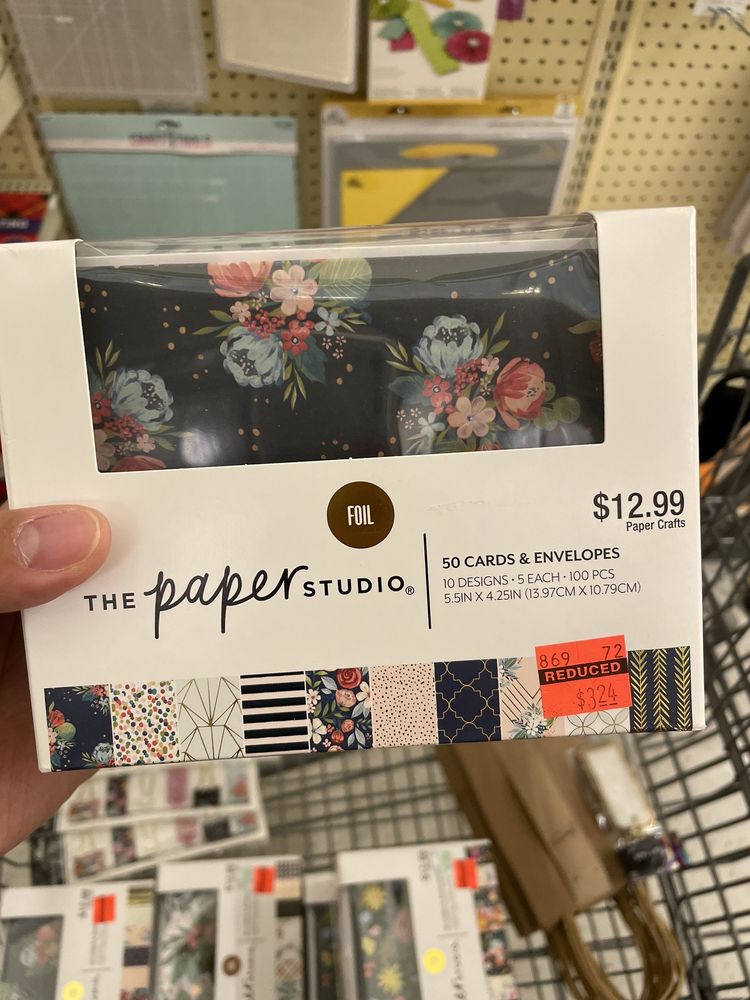 FOIL
$12.99
Paper Crafts
THE paper STUDIO®
50 CARDS & ENVELOPES
10 DESIGNS • 5 EACH • 100 PCS
5.5IN X 4.25IN (13.97CM X 10.79CM)
869 72
REDUCED
$324